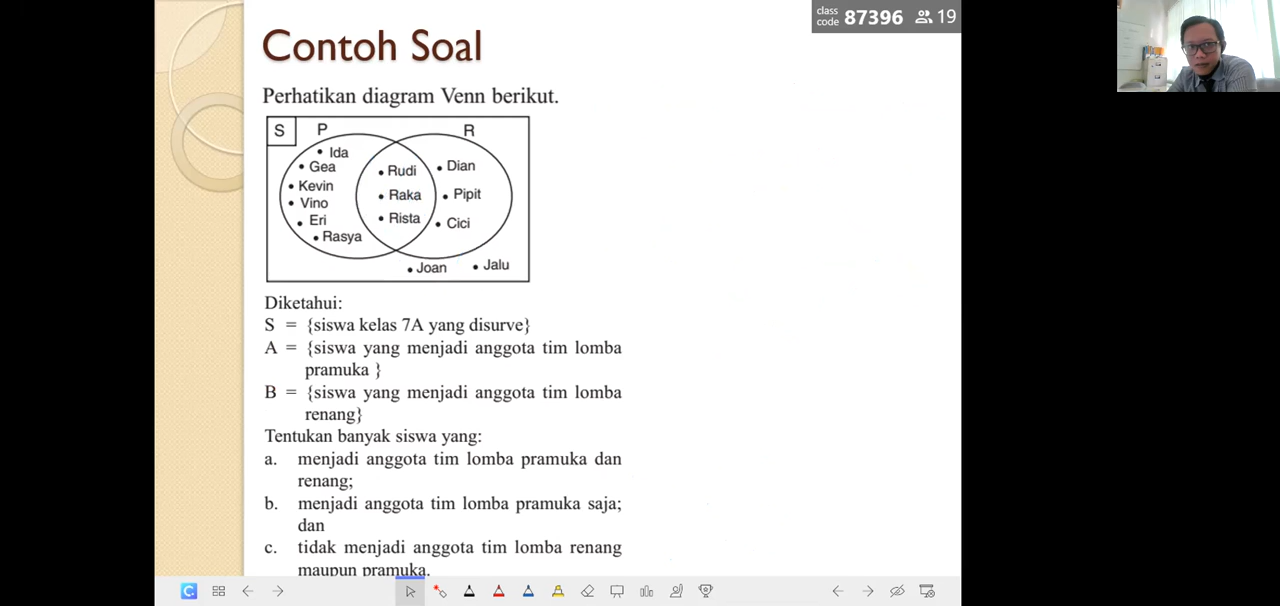 class code 87396 19
Contoh Soal
Perhatikan diagram Venn berikut.
S P R
Ida
Gea
Kevin
Vino
Eri
Rasya
Rudi
Raka
Rista
Dian
Pipit
Cici
Joan
Jalu
Diketahui:
S = {siswa kelas 7A yang disurve}
A = {siswa yang menjadi anggota tim lomba
pramuka }
B = {siswa yang menjadi anggota tim lomba
renang}
Tentukan banyak siswa yang:
a. menjadi anggota tim lomba pramuka dan
renang;
b. menjadi anggota tim lomba pramuka saja;
dan
c. tidak menjadi anggota tim lomba renang
maupun pramuka.